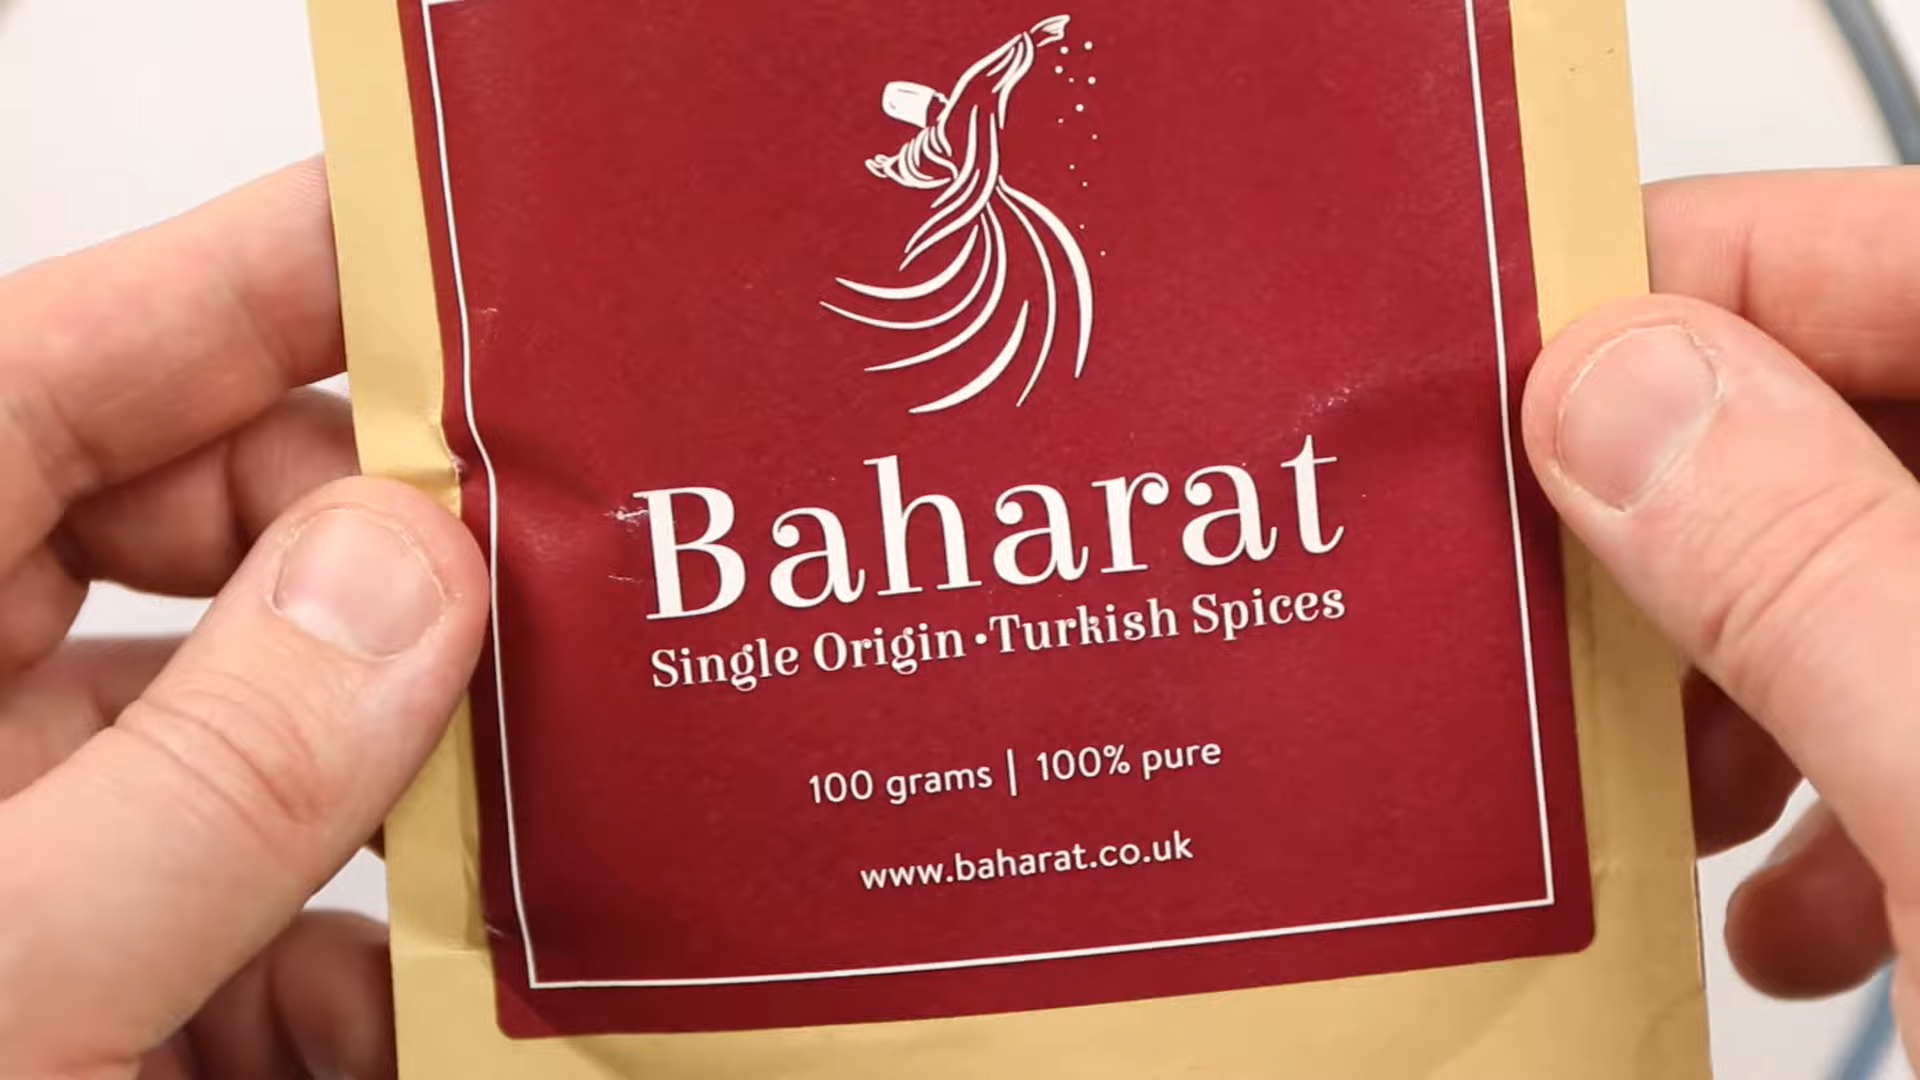 Baharat
Single Origin • Turkish Spices
100 grams | 100% pure
www.baharat.co.uk